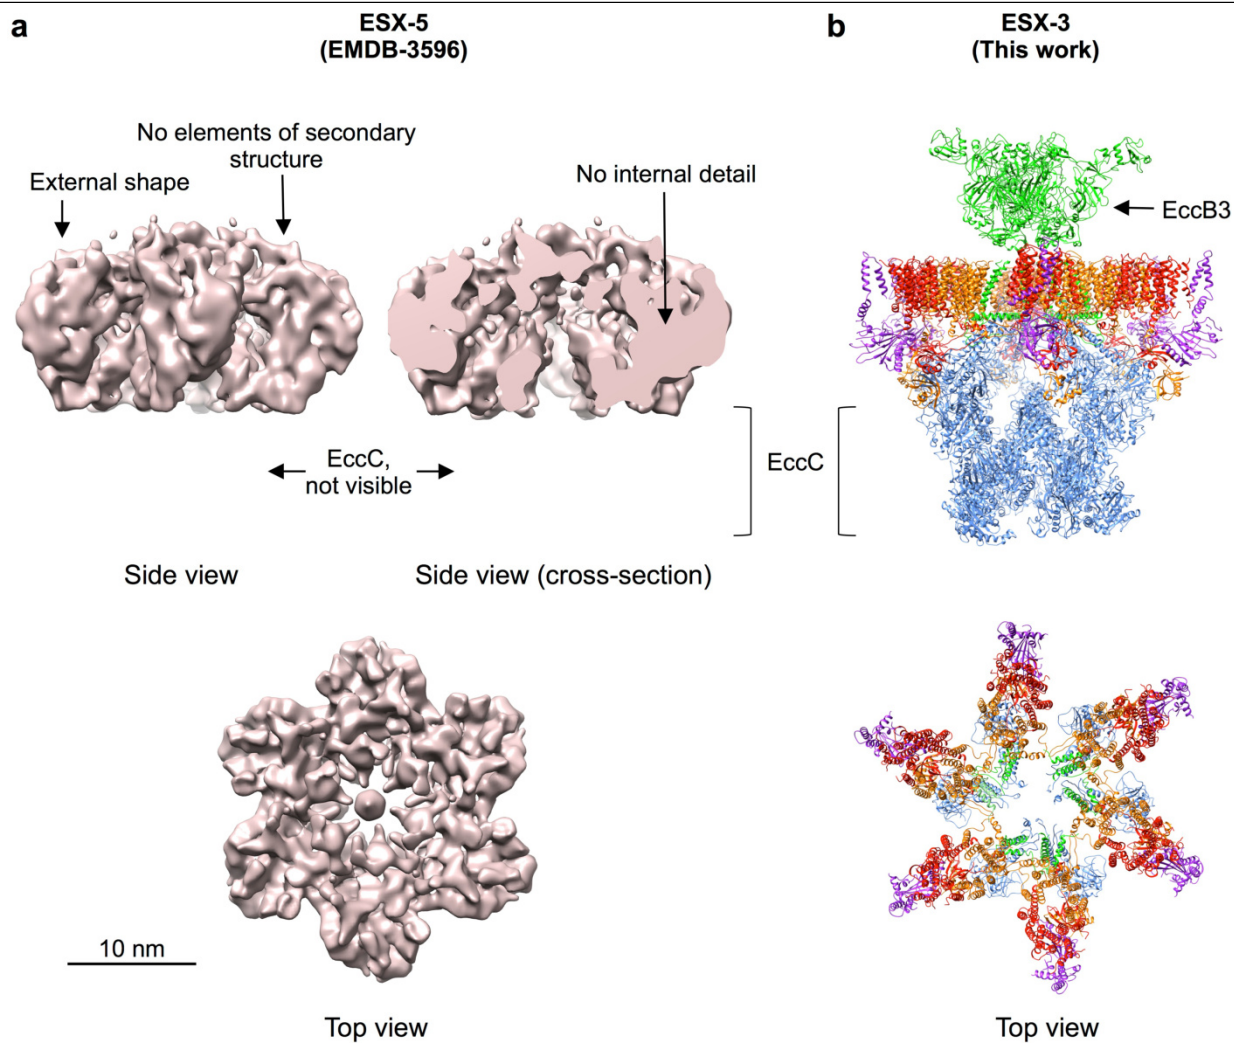 a
ESX-5
(EMDB-3596)
b
ESX-3
(This work)
No elements of secondary
structure
External shape
No internal detail
EccB3
EccC,
not visible
EccC
Side view
Side view (cross-section)
10 nm
Top view
Top view